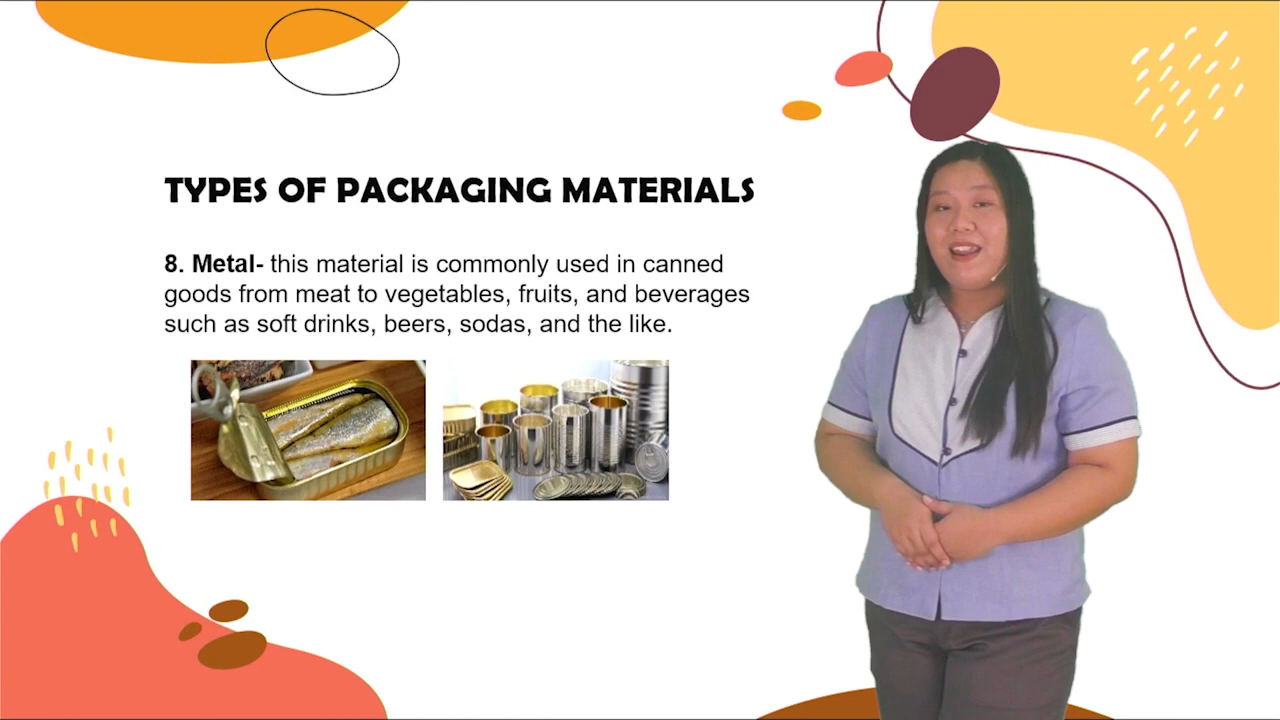 TYPES OF PACKAGING MATERIALS
8. Metal- this material is commonly used in canned
goods from meat to vegetables, fruits, and beverages
such as soft drinks, beers, sodas, and the like.